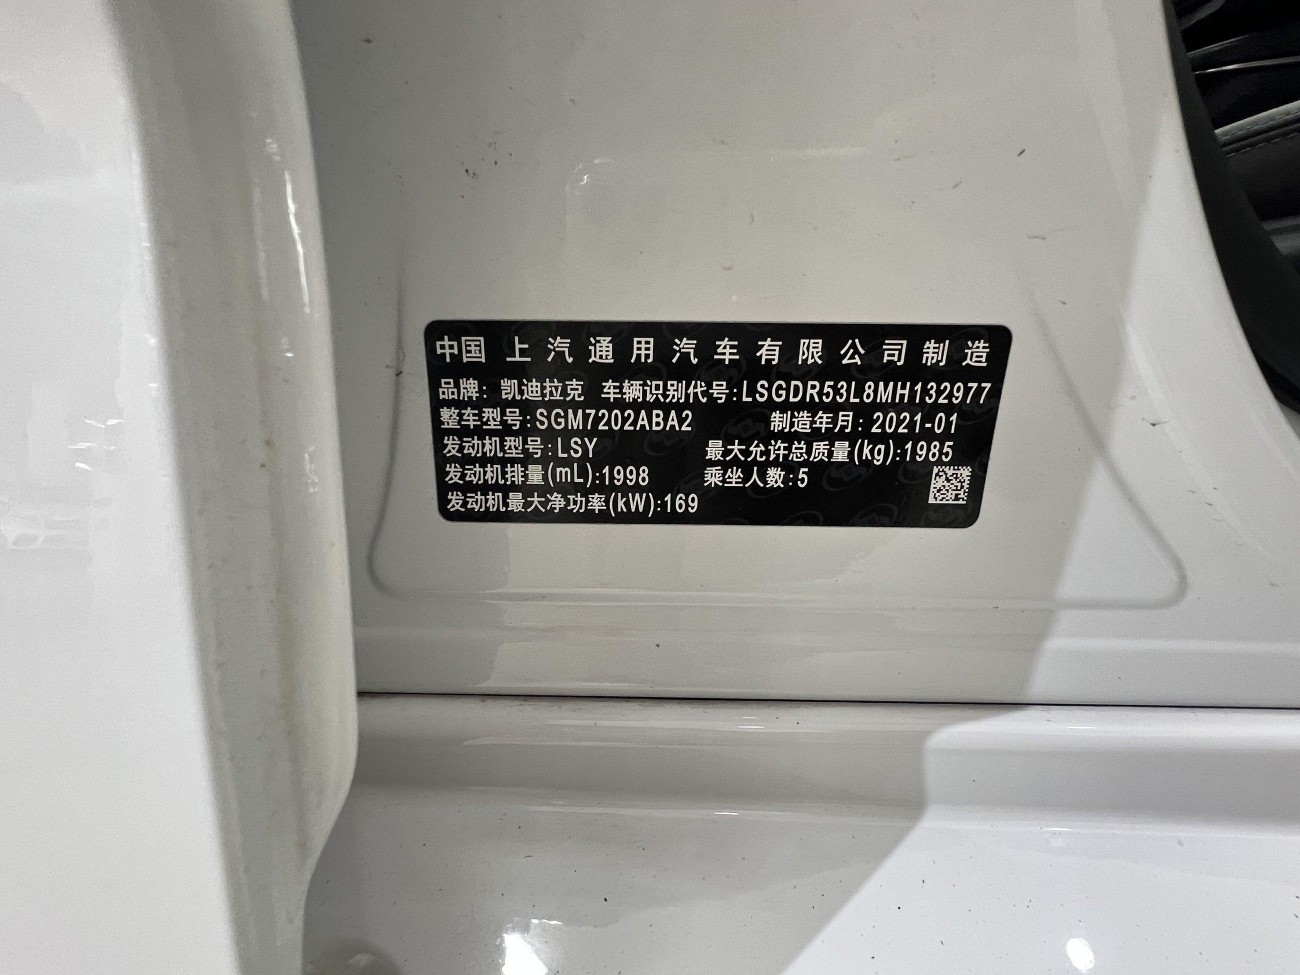 中国 上汽通用汽车有限公司制造
品牌: 凯迪拉克 车辆识别代号:LSGDR53L8MH132977
整车型号:SGM7202ABA2 制造年月: 2021-01
发动机型号:LSY 最大允许总质量(kg):1985
发动机排量(mL):1998 乘坐人数:5
发动机最大净功率(kW):169